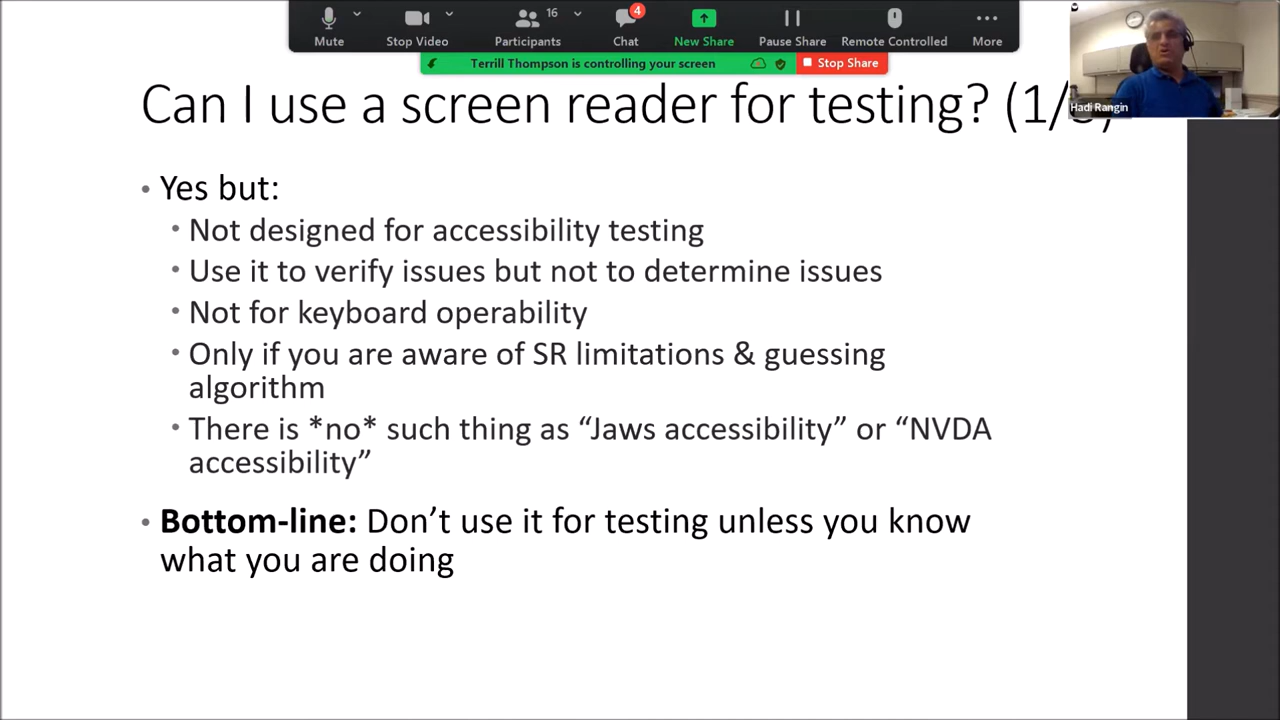 16
4
Mute
Stop Video
Participants
Chat
New Share
Pause Share
Remote Controlled
More
Terrill Thompson is controlling your screen
Stop Share
Hadi Rangin
Can I use a screen reader for testing? (1/
• Yes but:
• Not designed for accessibility testing
• Use it to verify issues but not to determine issues
• Not for keyboard operability
• Only if you are aware of SR limitations & guessing
algorithm
• There is *no* such thing as “Jaws accessibility” or “NVDA
accessibility”
• Bottom-line: Don’t use it for testing unless you know
what you are doing